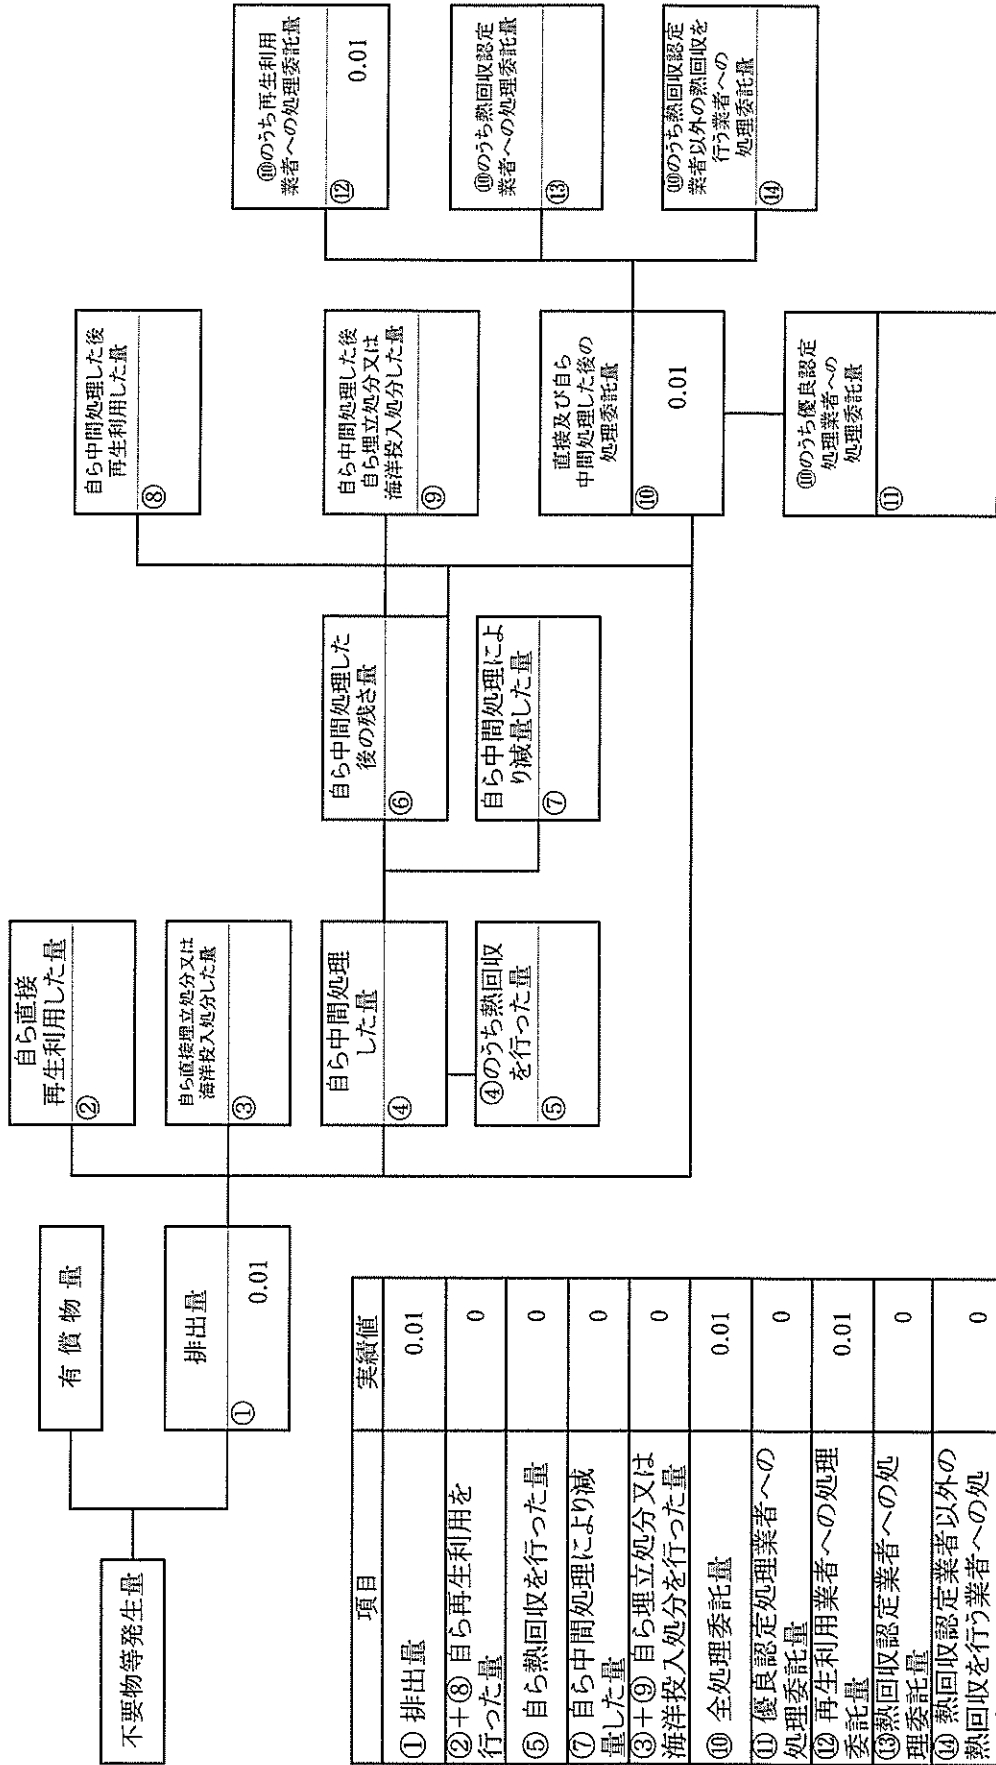 不要物等発生量
有償物量
排出量
①
0.01
自ら直接
再生利用した量
②
自ら直接埋立処分又は
海洋投入処分した量
③
自ら中間処理
した量
④
④のうち熱回収
を行った量
⑤
自ら中間処理した
後の残さ量
⑥
自ら中間処理によ
り減量した量
⑦
自ら中間処理した後
再生利用した量
⑧
自ら中間処理した後
自ら埋立処分又は
海洋投入処分した量
⑨
直接及び自ら
中間処理した後の
処理委託量
⑩
0.01
⑩のうち優良認定
処理業者への
処理委託量
⑪
⑩のうち再生利用
業者への処理委託量
⑫
0.01
⑩のうち熱回収認定
業者への処理委託量
⑬
⑩のうち熱回収認定
業者以外の熱回収を
行う業者への
処理委託量
⑭
項目 実績値
①排出量 0.01
②+⑧ 自ら再生利用を
行った量 0
⑤ 自ら熱回収を行った量 0
⑦ 自ら中間処理により減
量した量 0
③+⑨ 自ら埋立処分又は
海洋投入処分を行った量 0
⑩ 全処理委託量 0.01
⑪ 優良認定処理業者への
処理委託量 0
⑫ 再生利用業者への処理
委託量 0.01
⑬熱回収認定業者への処
理委託量 0
⑭ 熱回収認定業者以外の
熱回収を行う業者への処 0